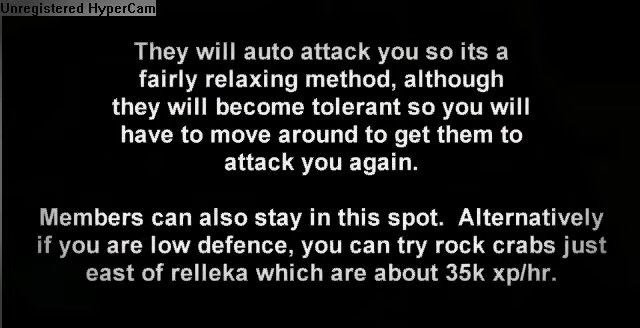 Unregistered HyperCam
They will auto attack you so its a
fairly relaxing method, although
they will become tolerant so you will
have to move around to get them to
attack you again.
Members can also stay in this spot.  Alternatively
if you are low defence, you can try rock crabs just
east of relleka which are about 35k xp/hr.